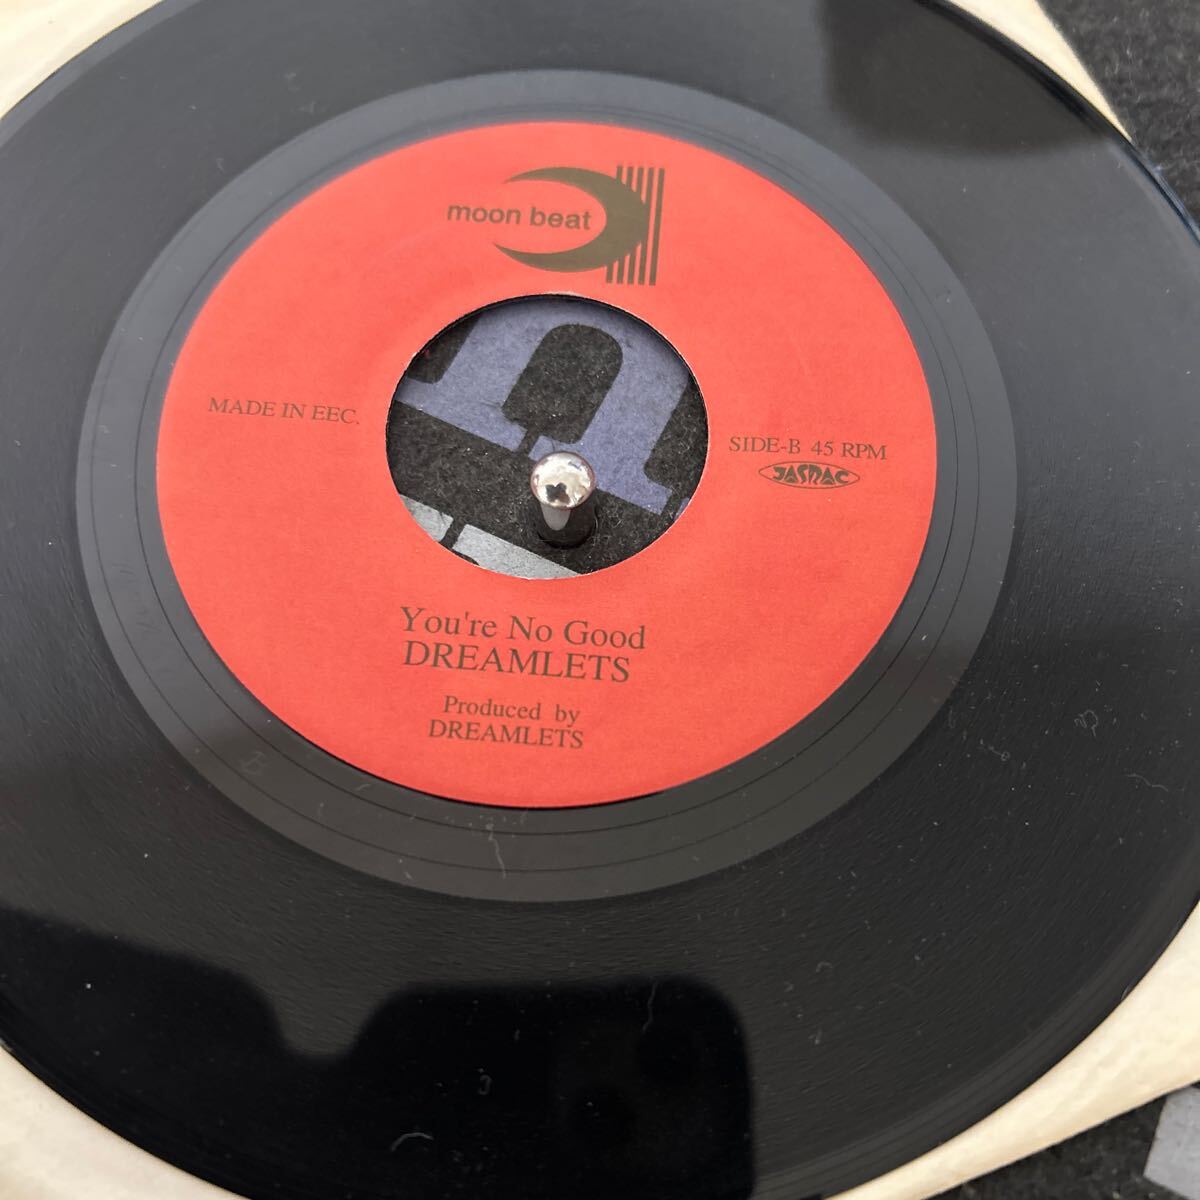 moon beat
MADE IN EEC.
SIDE-B 45 RPM
JASRAC
You're No Good
DREAMLETS
Produced by
DREAMLETS